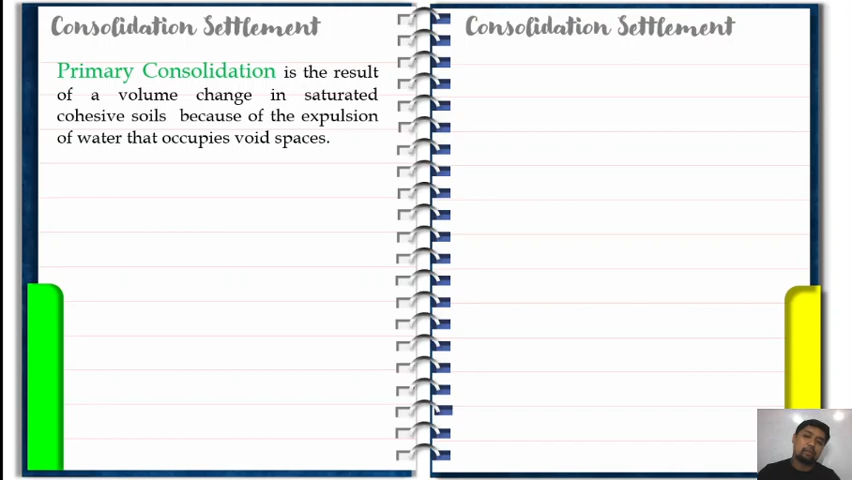 Consolidation Settlement
Primary Consolidation is the result
of a volume change in saturated
cohesive soils because of the expulsion
of water that occupies void spaces.
Consolidation Settlement